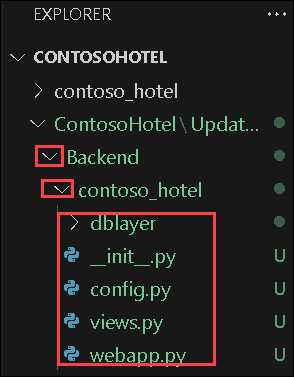 EXPLORER ...
CONTOSOHOTEL
contoso_hotel
ContosoHotel\Updat...
Backend
contoso_hotel
dblayer
__init__.py U
config.py U
views.py U
webapp.py U